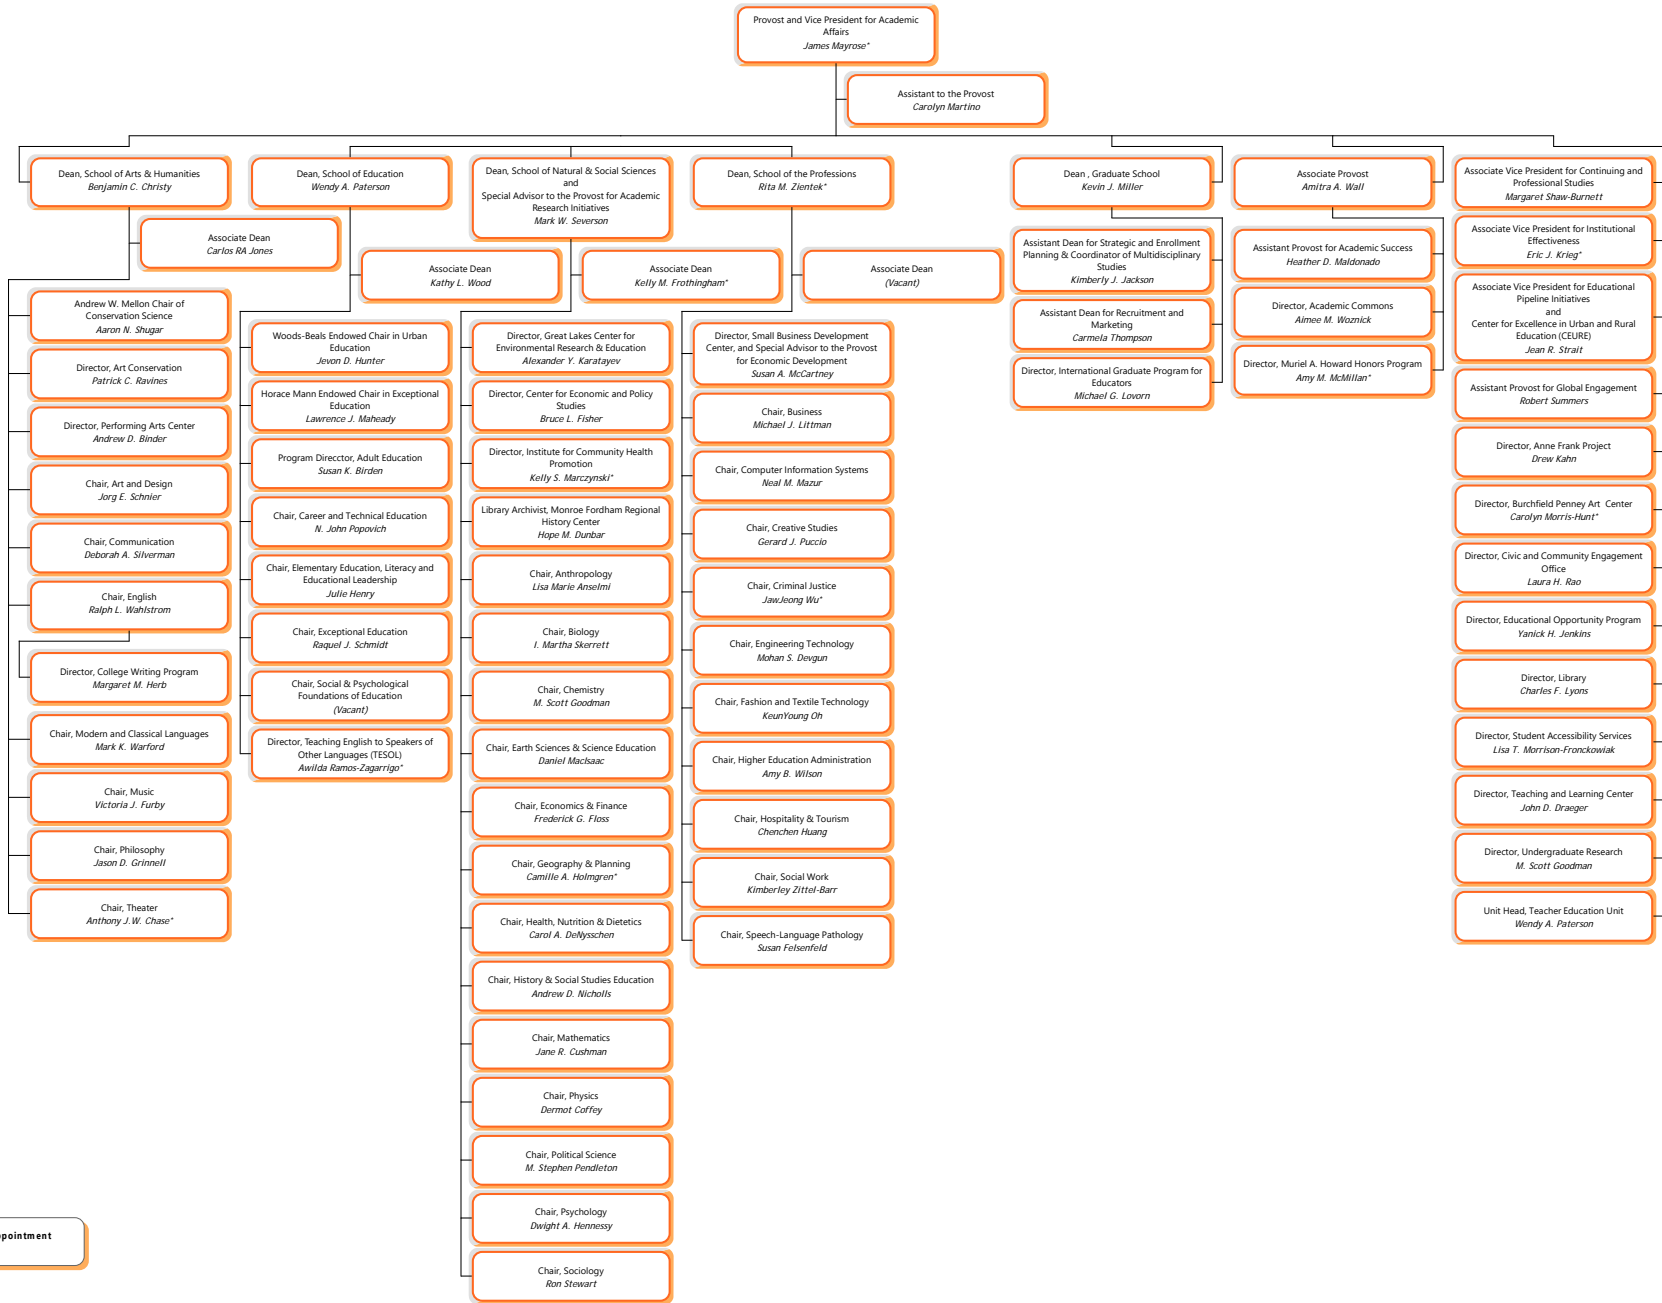 Provost and Vice President for Academic
Affairs
James Mayrose*
Assistant to the Provost
Carolyn Martino
Dean, School of Arts & Humanities
Benjamin C. Christy
Associate Dean
Carlos RA Jones
Andrew W. Mellon Chair of
Conservation Science
Aaron N. Shugar
Director, Art Conservation
Patrick C. Ravines
Director, Performing Arts Center
Andrew D. Binder
Chair, Art and Design
Jorg E. Schnier
Chair, Communication
Deborah A. Silverman
Chair, English
Ralph L. Wahlstrom
Director, College Writing Program
Margaret M. Herb
Chair, Modern and Classical Languages
Mark K. Warford
Chair, Music
Victoria J. Furby
Chair, Philosophy
Jason D. Grinnell
Chair, Theater
Anthony J.W. Chase*
Dean, School of Education
Wendy A. Paterson
Associate Dean
Kathy L. Wood
Woods-Beals Endowed Chair in Urban
Education
Jevon D. Hunter
Horace Mann Endowed Chair in Exceptional
Education
Lawrence J. Maheady
Program Direcctor, Adult Education
Susan K. Birden
Chair, Career and Technical Education
N. John Popovich
Chair, Elementary Education, Literacy and
Educational Leadership
Julie Henry
Chair, Exceptional Education
Raquel J. Schmidt
Chair, Social & Psychological
Foundations of Education
(Vacant)
Director, Teaching English to Speakers of
Other Languages (TESOL)
Awilda Ramos-Zagarrigo*
Dean, School of Natural & Social Sciences
and
Special Advisor to the Provost for Academic
Research Initiatives
Mark W. Severson
Associate Dean
Kelly M. Frothingham*
Director, Great Lakes Center for
Environmental Research & Education
Alexander Y. Karatayev
Director, Center for Economic and Policy
Studies
Bruce L. Fisher
Director, Institute for Community Health
Promotion
Kelly S. Marczynski*
Library Archivist, Monroe Fordham Regional
History Center
Hope M. Dunbar
Chair, Anthropology
Lisa Marie Anselmi
Chair, Biology
I. Martha Skerrett
Chair, Chemistry
M. Scott Goodman
Chair, Earth Sciences & Science Education
Daniel MacIsaac
Chair, Economics & Finance
Frederick G. Floss
Chair, Geography & Planning
Camille A. Holmgren*
Chair, Health, Nutrition & Dietetics
Carol A. DeNysschen
Chair, History & Social Studies Education
Andrew D. Nicholls
Chair, Mathematics
Jane R. Cushman
Chair, Physics
Dermot Coffey
Chair, Political Science
M. Stephen Pendleton
Chair, Psychology
Dwight A. Hennessy
Chair, Sociology
Ron Stewart
Dean, School of the Professions
Rita M. Zientek*
Associate Dean
(Vacant)
Director, Small Business Development
Center, and Special Advisor to the Provost
for Economic Development
Susan A. McCartney
Chair, Business
Michael J. Littman
Chair, Computer Information Systems
Neal M. Mazur
Chair, Creative Studies
Gerard J. Puccio
Chair, Criminal Justice
JawJeong Wu*
Chair, Engineering Technology
Mohan S. Devgun
Chair, Fashion and Textile Technology
KeunYoung Oh
Chair, Higher Education Administration
Amy B. Wilson
Chair, Hospitality & Tourism
Chenchen Huang
Chair, Social Work
Kimberley Zittel-Barr
Chair, Speech-Language Pathology
Susan Felsenfeld
Dean , Graduate School
Kevin J. Miller
Assistant Dean for Strategic and Enrollment
Planning & Coordinator of Multidisciplinary
Studies
Kimberly J. Jackson
Assistant Dean for Recruitment and
Marketing
Carmela Thompson
Director, International Graduate Program for
Educators
Michael G. Lovorn
Associate Provost
Amitra A. Wall
Assistant Provost for Academic Success
Heather D. Maldonado
Director, Academic Commons
Aimee M. Woznick
Director, Muriel A. Howard Honors Program
Amy M. McMillan*
Associate Vice President for Continuing and
Professional Studies
Margaret Shaw-Burnett
Associate Vice President for Institutional
Effectiveness
Eric J. Krieg*
Associate Vice President for Educational
Pipeline Initiatives
and
Center for Excellence in Urban and Rural
Education (CEURE)
Jean R. Strait
Assistant Provost for Global Engagement
Robert Summers
Director, Anne Frank Project
Drew Kahn
Director, Burchfield Penney Art Center
Carolyn Morris-Hunt*
Director, Civic and Community Engagement
Office
Laura H. Rao
Director, Educational Opportunity Program
Yanick H. Jenkins
Director, Library
Charles F. Lyons
Director, Student Accessibility Services
Lisa T. Morrison-Fronckowiak
Director, Teaching and Learning Center
John D. Draeger
Director, Undergraduate Research
M. Scott Goodman
Unit Head, Teacher Education Unit
Wendy A. Paterson
ppointment